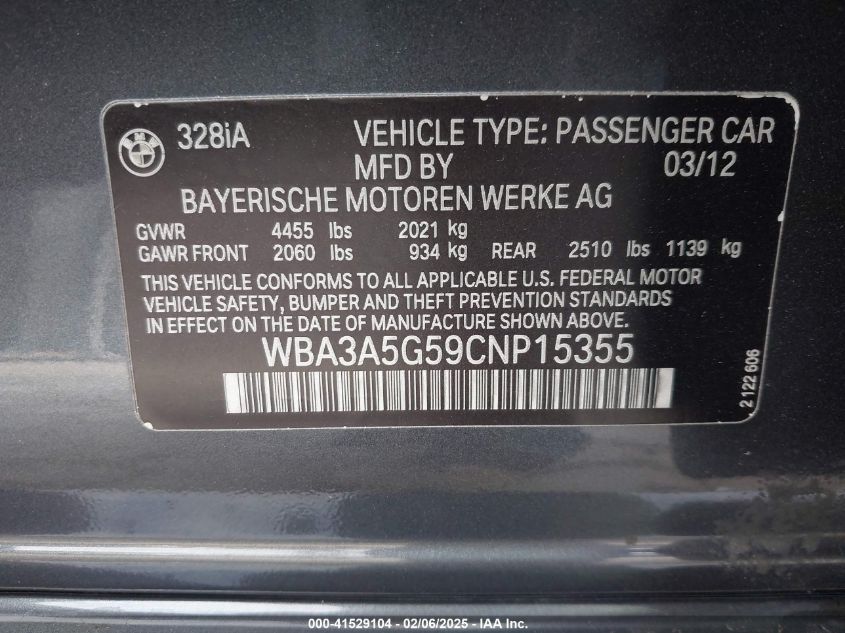 BMW
328iA
VEHICLE TYPE: PASSENGER CAR
MFD BY 03/12
BAYERISCHE MOTOREN WERKE AG
GVWR 4455 lbs 2021 kg
GAWR FRONT 2060 lbs 934 kg REAR 2510 lbs 1139 kg
THIS VEHICLE CONFORMS TO ALL APPLICABLE U.S. FEDERAL MOTOR
VEHICLE SAFETY, BUMPER AND THEFT PREVENTION STANDARDS
IN EFFECT ON THE DATE OF MANUFACTURE SHOWN ABOVE.
WBA3A5G59CNP15355
2 122 606
000-41529104 - 02/06/2025 - IAA Inc.